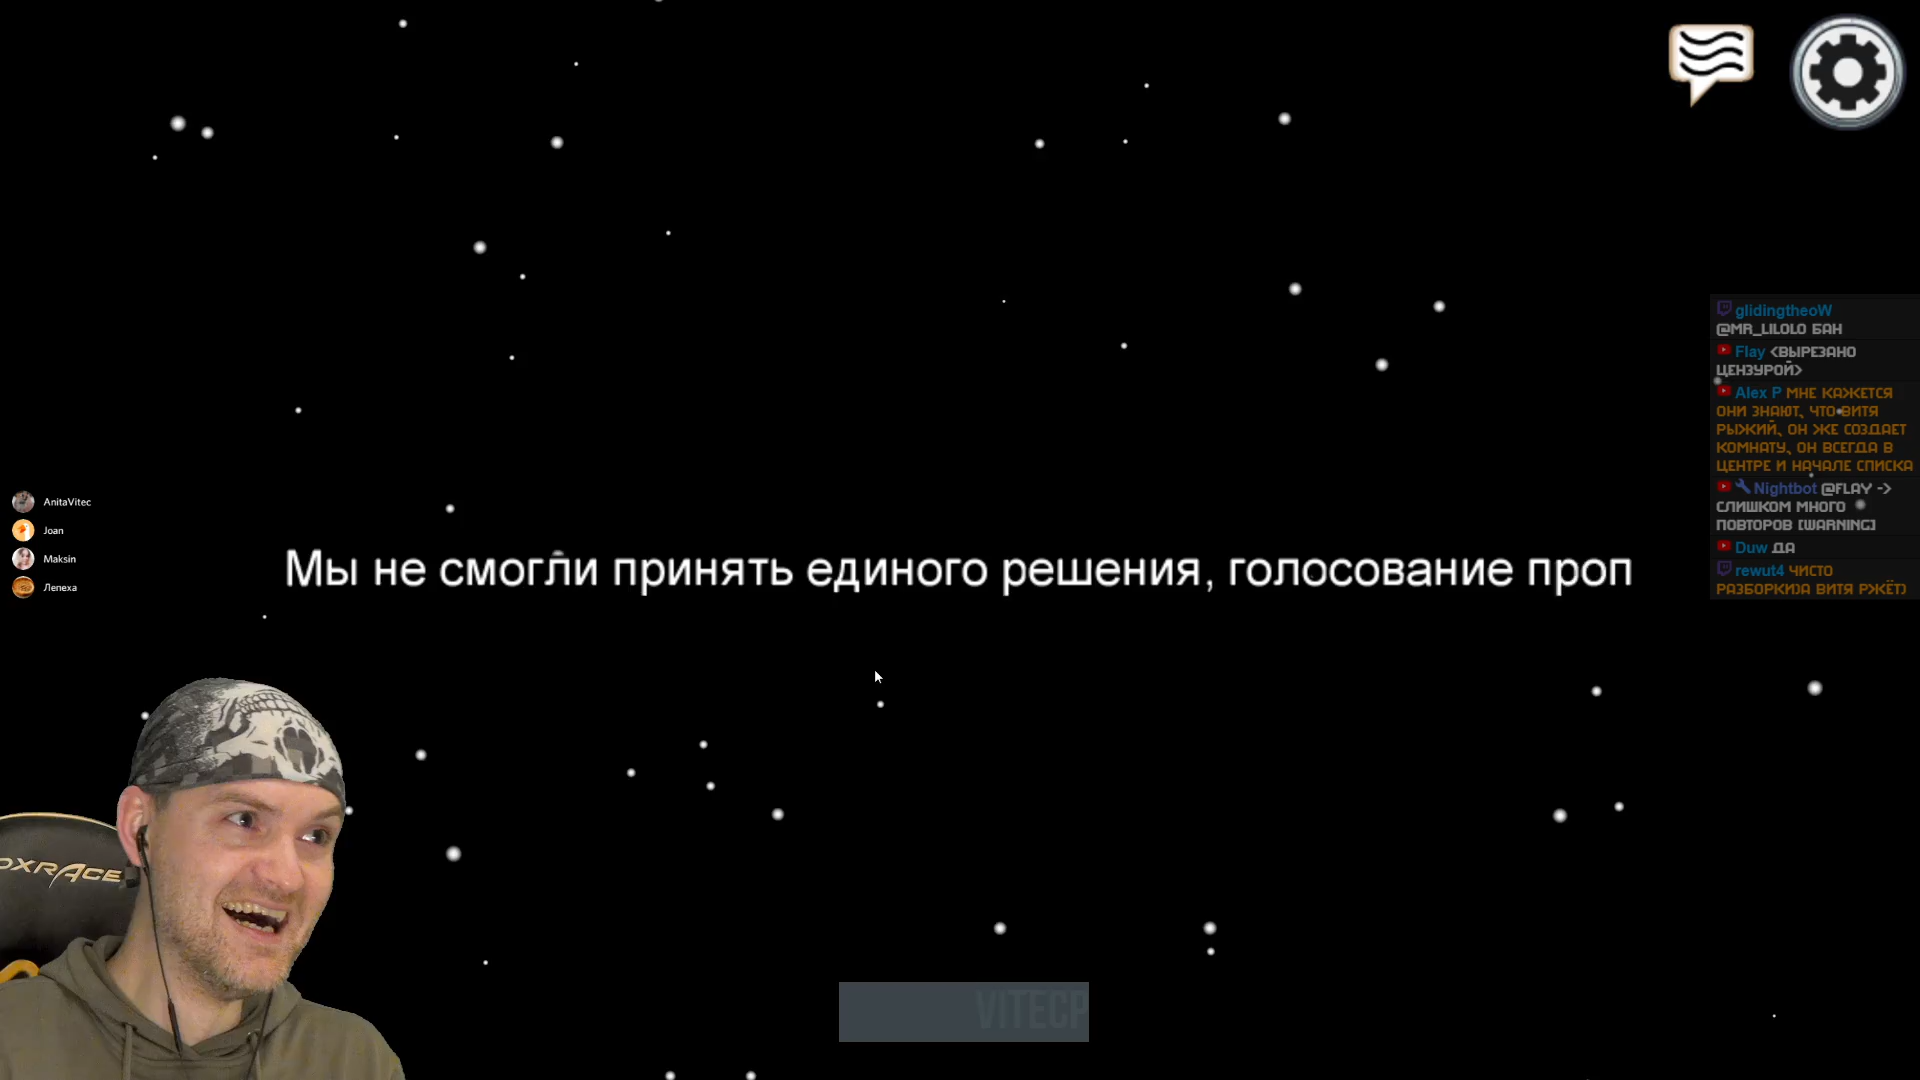 glidingtheoW
@MR_LILOLO БАН
Flay <ВЫРЕЗАНО
ЦЕНЗУРОЙ>
Alex P МНЕ КАЖЕТСЯ
ОНИ ЗНАЮТ, ЧТО ВИТЯ
РЫЖИЙ, ОН ЖЕ СОЗДАЕТ
КОМНАТУ, ОН ВСЕГДА В
ЦЕНТРЕ И НАЧАЛЕ СПИСКА
Nightbot @FLAY ->
СЛИШКОМ МНОГО
ПОВТОРОВ [WARNING]
Duw ДА
rewut4 ЧИСТО
РАЗБОРКИ)А ВИТЯ РЖЁТ)
AnitaVitec
Joan
Maksin
Лепеха
Мы не смогли принять единого решения, голосование проп
DXRACE
VITECP